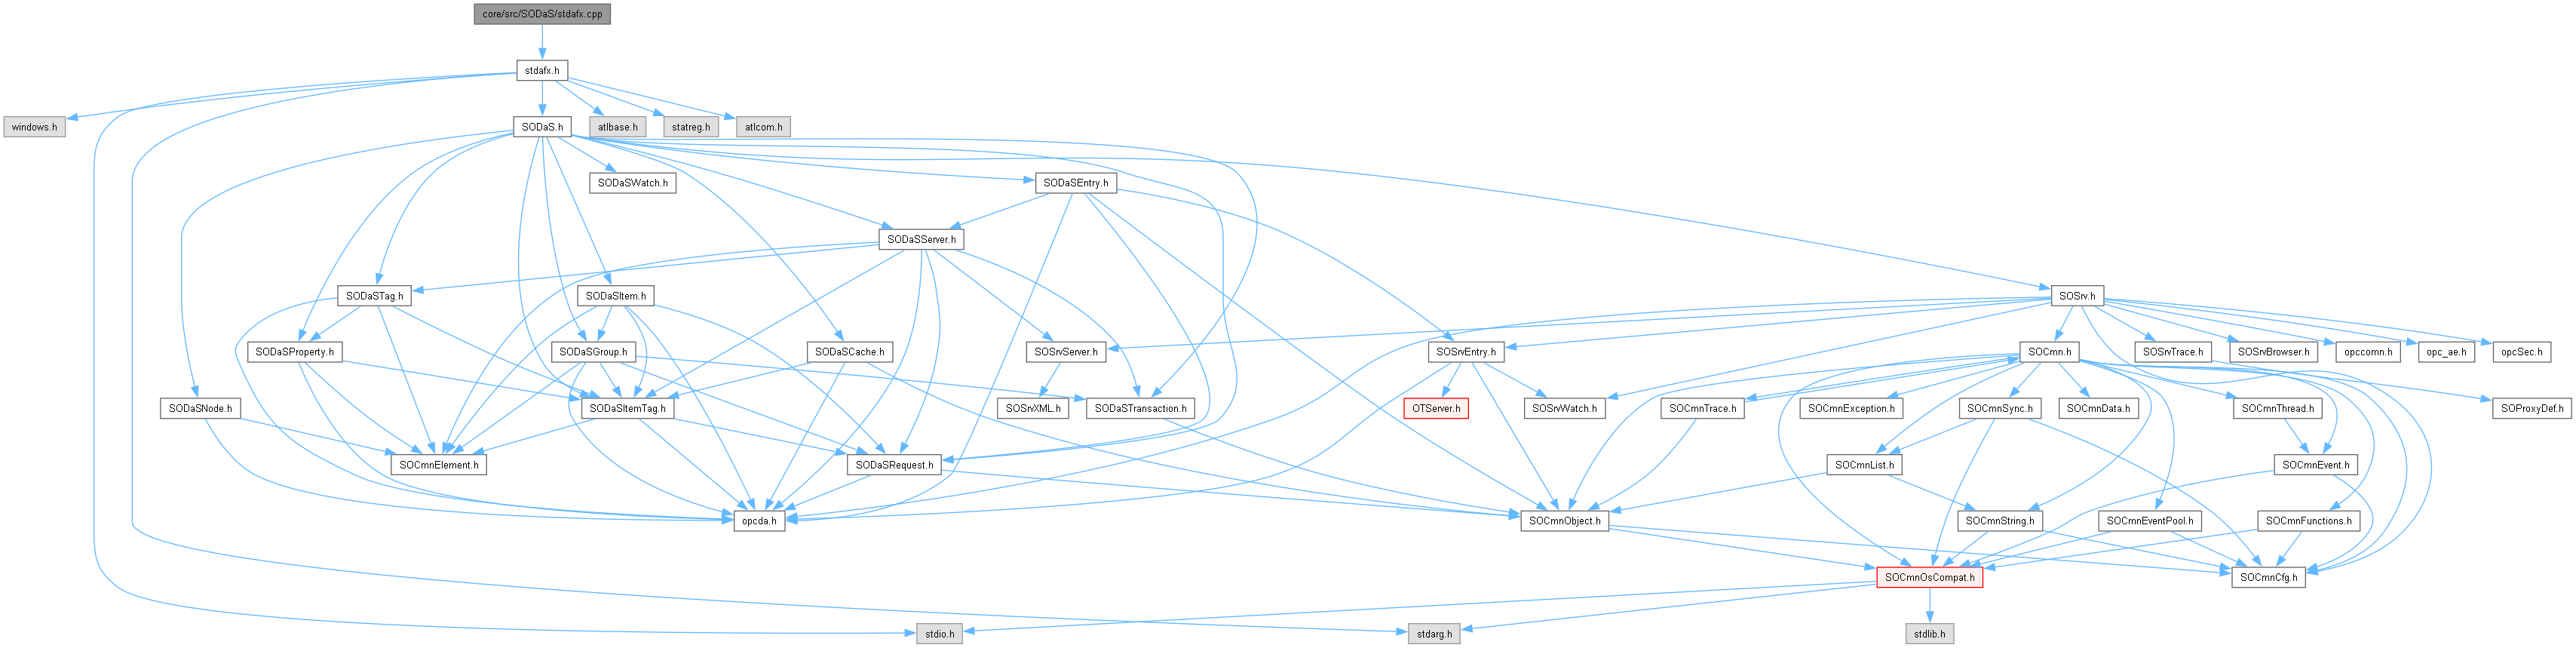 core/src/SODaS/stdafx.cpp
stdafx.h
windows.h
SODaS.h
atlbase.h
statreg.h
atlcom.h
SODaSWatch.h
SODaSEntry.h
SODaSServer.h
SODaSTag.h
SODaSItem.h
SOSrv.h
SODaSProperty.h
SODaSGroup.h
SODaSCache.h
SOSrvServer.h
SOSrvEntry.h
SOCmn.h
SOSrvTrace.h
SOSrvBrowser.h
opccomn.h
opc_ae.h
opcSec.h
SODaSNode.h
SODaSItemTag.h
SOSrvXML.h
SODaSTransaction.h
OTServer.h
SOSrvWatch.h
SOCmnTrace.h
SOCmnException.h
SOCmnSync.h
SOCmnData.h
SOCmnThread.h
SOProxyDef.h
SOCmnElement.h
SODaSRequest.h
SOCmnList.h
SOCmnEvent.h
opcda.h
SOCmnObject.h
SOCmnString.h
SOCmnEventPool.h
SOCmnFunctions.h
SOCmnOsCompat.h
SOCmnCfg.h
stdio.h
stdarg.h
stdlib.h